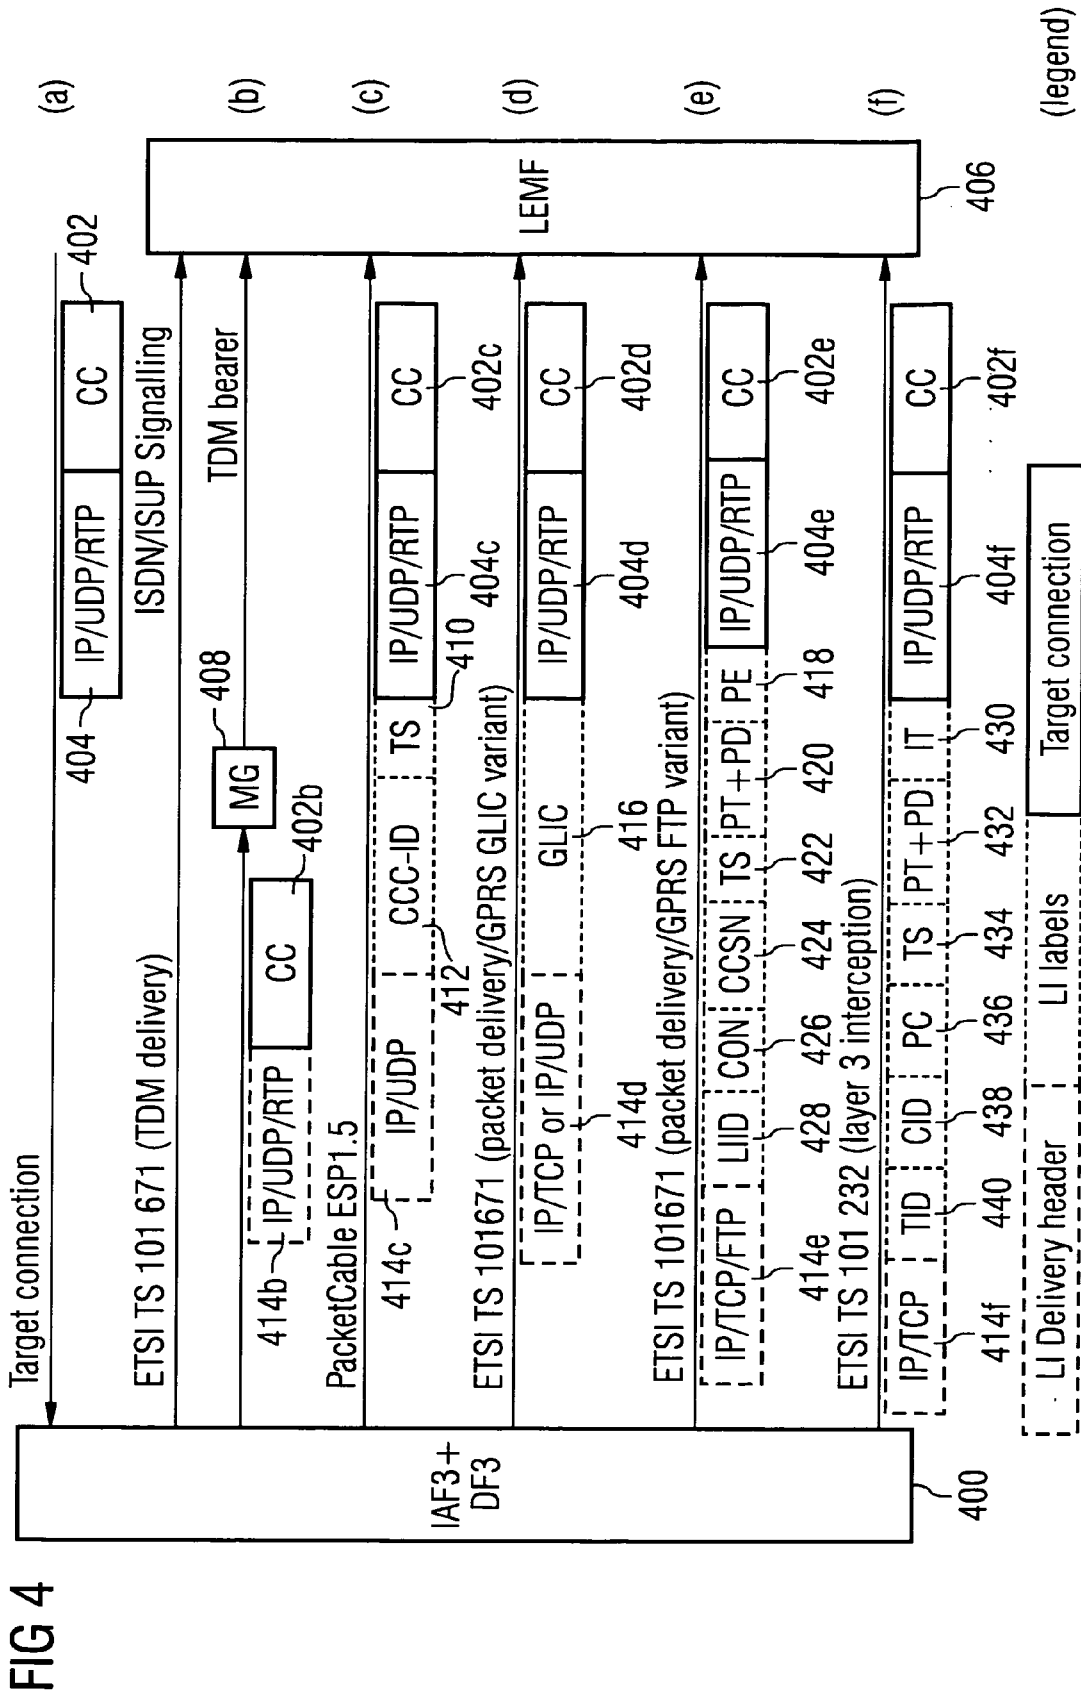 FIG 4
Target connection
(a)
IP/UDP/RTP
CC
404
402
ETSI TS 101 671 (TDM delivery)
ISDN/ISUP Signalling
(b)
MG
408
TDM bearer
IP/UDP/RTP
CC
414b
402b
PacketCable ESP1.5
(c)
IP/UDP
CCC-ID
TS
IP/UDP/RTP
CC
414c
412
410
404c
402c
ETSI TS 101671 (packet delivery/GPRS GLIC variant)
(d)
IP/TCP or IP/UDP
GLIC
IP/UDP/RTP
CC
414d
416
404d
402d
ETSI TS 101671 (packet delivery/GPRS FTP variant)
(e)
IP/TCP/FTP
LIID
CON
CCSN
TS
PT+PD
PE
IP/UDP/RTP
CC
414e
428
426
424
422
420
418
404e
402e
ETSI TS 101 232 (layer 3 interception)
(f)
IP/TCP
TID
CID
PC
TS
PT+PD
IT
IP/UDP/RTP
CC
414f
440
438
436
434
432
430
404f
402f
IAF3+
DF3
400
LEMF
406
LI Delivery header
LI labels
Target connection
(legend)